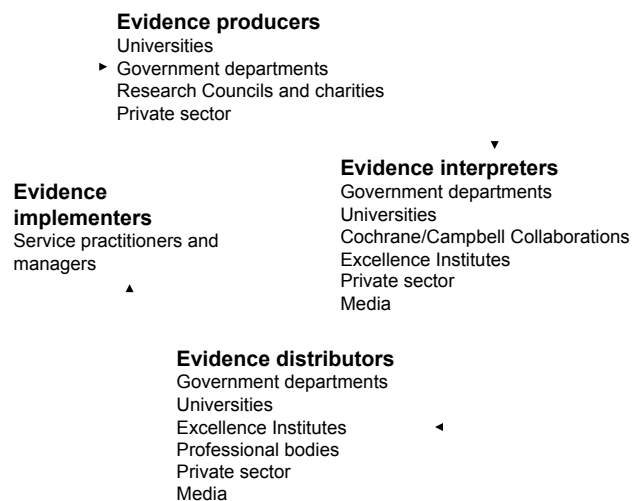 Evidence producers
Universities
Government departments
Research Councils and charities
Private sector
Evidence interpreters
Government departments
Universities
Cochrane/Campbell Collaborations
Excellence Institutes
Private sector
Media
Evidence
implementers
Service practitioners and
managers
Evidence distributors
Government departments
Universities
Excellence Institutes
Professional bodies
Private sector
Media